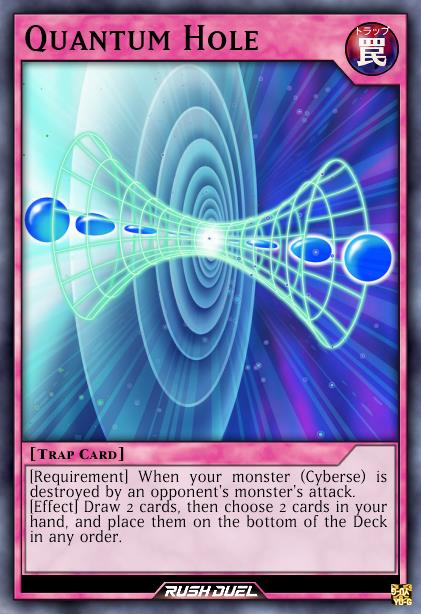 QUANTUM HOLE
トラップ
罠
[TRAP CARD]
[Requirement] When your monster (Cyberse) is
destroyed by an opponent's monster's attack.
[Effect] Draw 2 cards, then choose 2 cards in your
hand, and place them on the bottom of the Deck
in any order.
RUSH DUEL